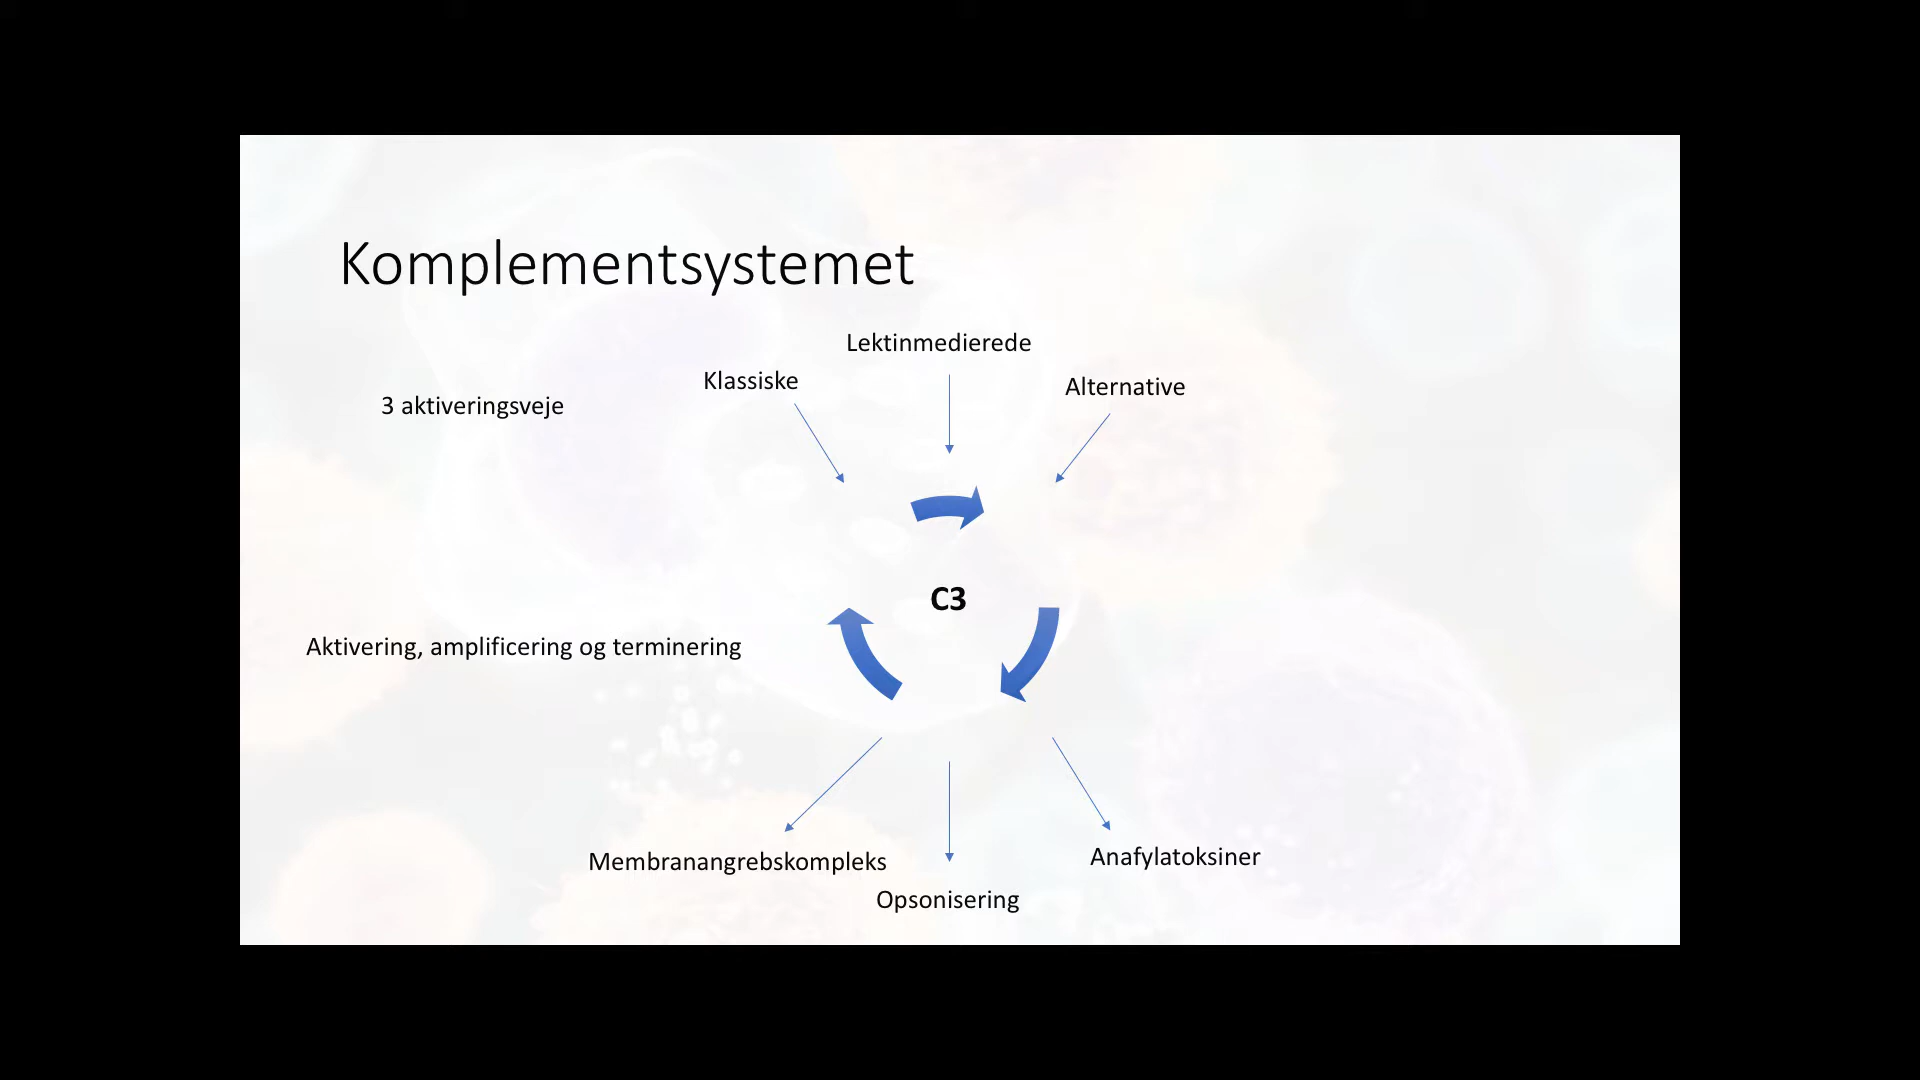 Komplementsystemet
Lektinmedierede
Klassiske
Alternative
3 aktiveringsveje
C3
Aktivering, amplificering og terminering
Membranangrebskompleks
Anafylatoksiner
Opsonisering